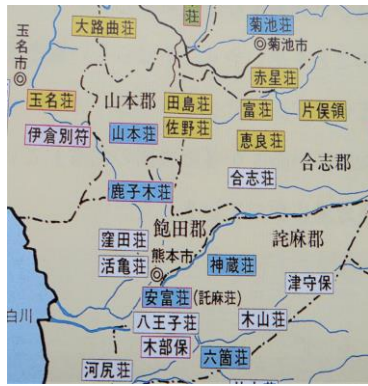 荘
菊池荘
大路曲荘
玉名市
菊池市
赤星荘
玉名荘
山本郡
田島荘
富荘
片俣領
伊倉別符
山本荘
佐野荘
恵良荘
合志郡
合志荘
鹿子木荘
飽田郡
詫麻郡
窪田荘
熊本市
活亀荘
神蔵荘
津守保
安富荘(託麻荘)
白川
八王子荘
木山荘
木部保
六箇荘
河尻荘